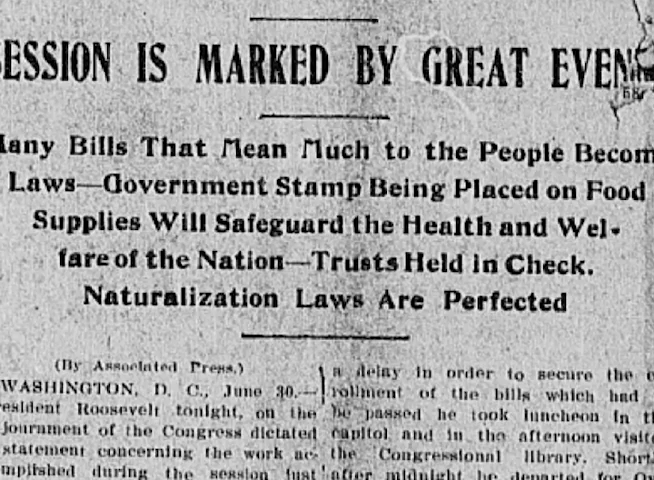 ESSION IS MARKED BY GREAT EVEN
any Bills That Mean Much to the People Becom
Laws—Government Stamp Being Placed on Food
Supplies Will Safeguard the Health and Wel-
fare of the Nation—Trusts Held in Check.
Naturalization Laws Are Perfected
(By Associated Press.)
WASHINGTON, D. C., June 30.—
esident Roosevelt tonight, on the
journment of the Congress dictated
statement concerning the work ac-
mplished during the session just
a delay in order to secure the e
rollment of the bills which had
be passed he took luncheon in th
capitol and in the afternoon visite
the Congressional library. Short
after midnight he departed for Oy